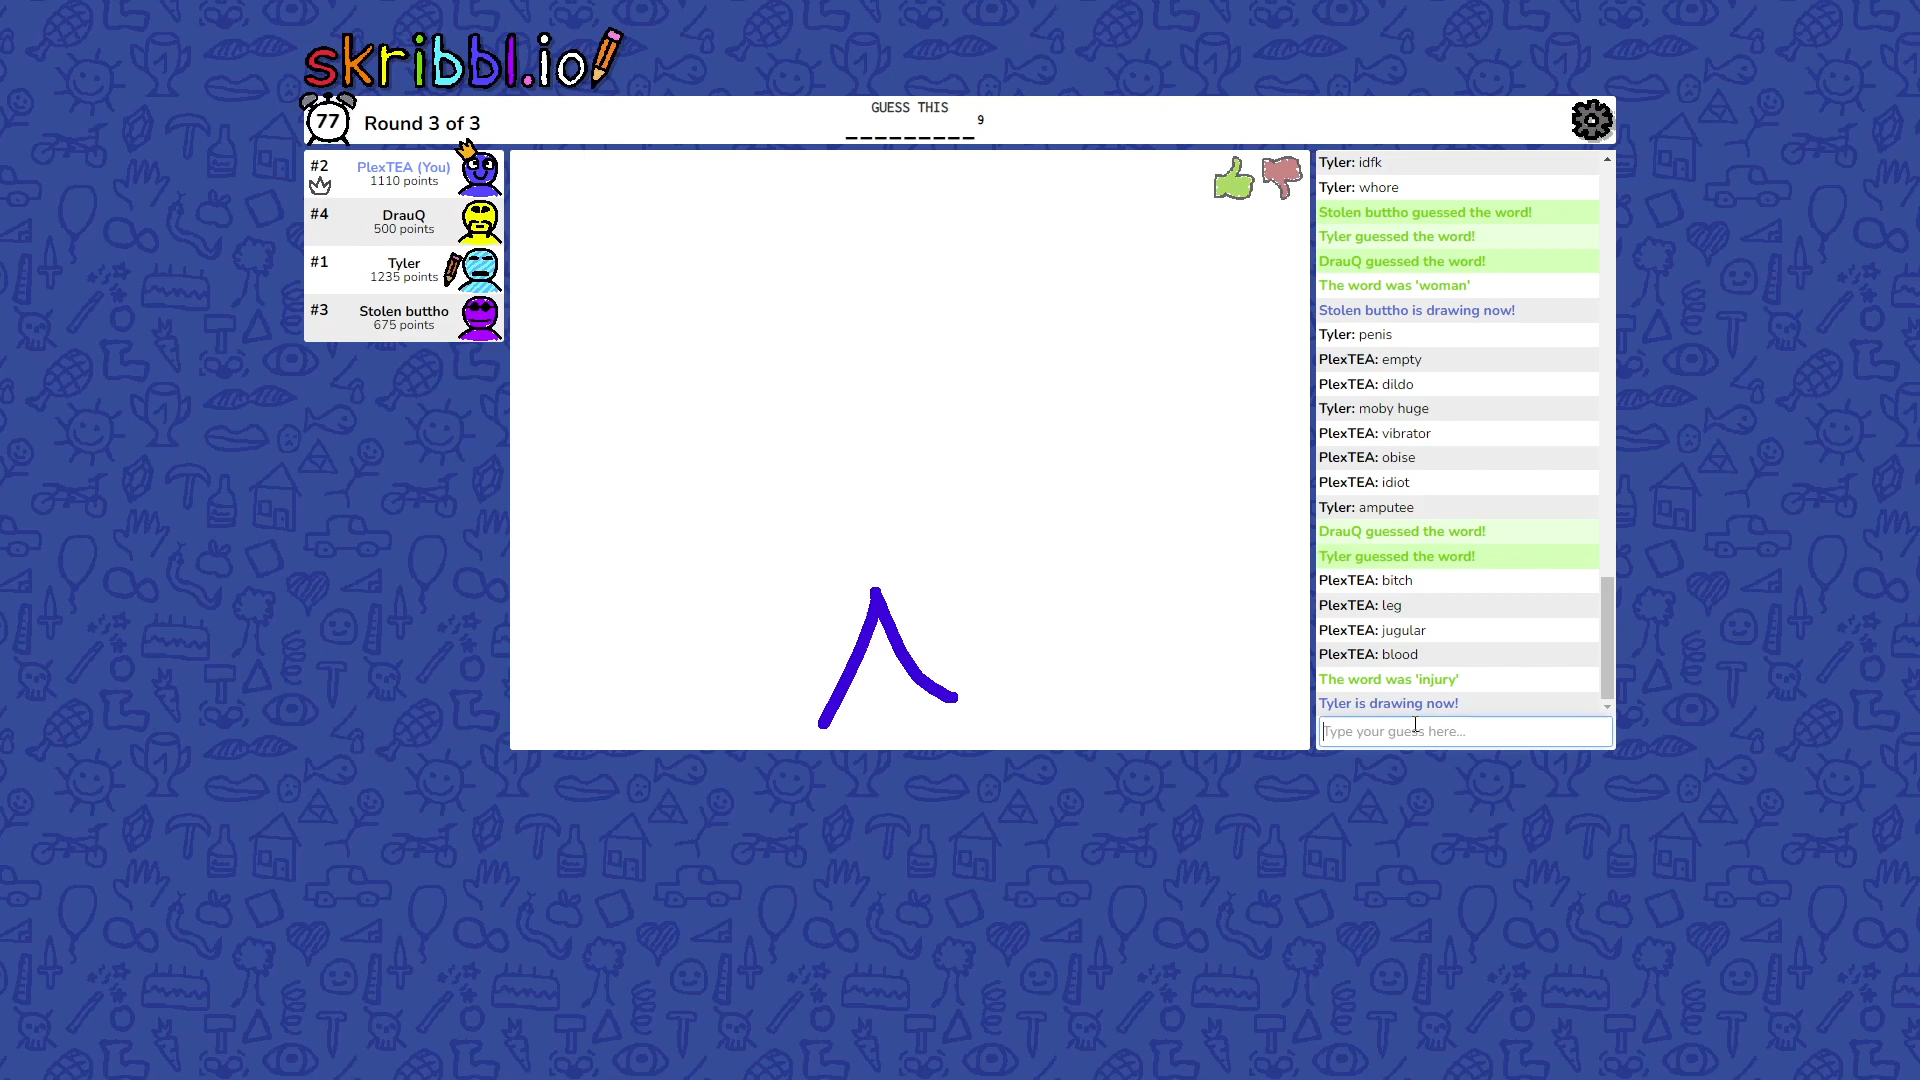 skribbl.io
77
Round 3 of 3
GUESS THIS
_________ 9
#2
PlexTEA (You)
1110 points
#4
DrauQ
500 points
#1
Tyler
1235 points
#3
Stolen buttho
675 points
Tyler: idfk
Tyler: whore
Stolen buttho guessed the word!
Tyler guessed the word!
DrauQ guessed the word!
The word was 'woman'
Stolen buttho is drawing now!
Tyler: penis
PlexTEA: empty
PlexTEA: dildo
Tyler: moby huge
PlexTEA: vibrator
PlexTEA: obise
PlexTEA: idiot
Tyler: amputee
DrauQ guessed the word!
Tyler guessed the word!
PlexTEA: bitch
PlexTEA: leg
PlexTEA: jugular
PlexTEA: blood
The word was 'injury'
Tyler is drawing now!
Type your guess here...